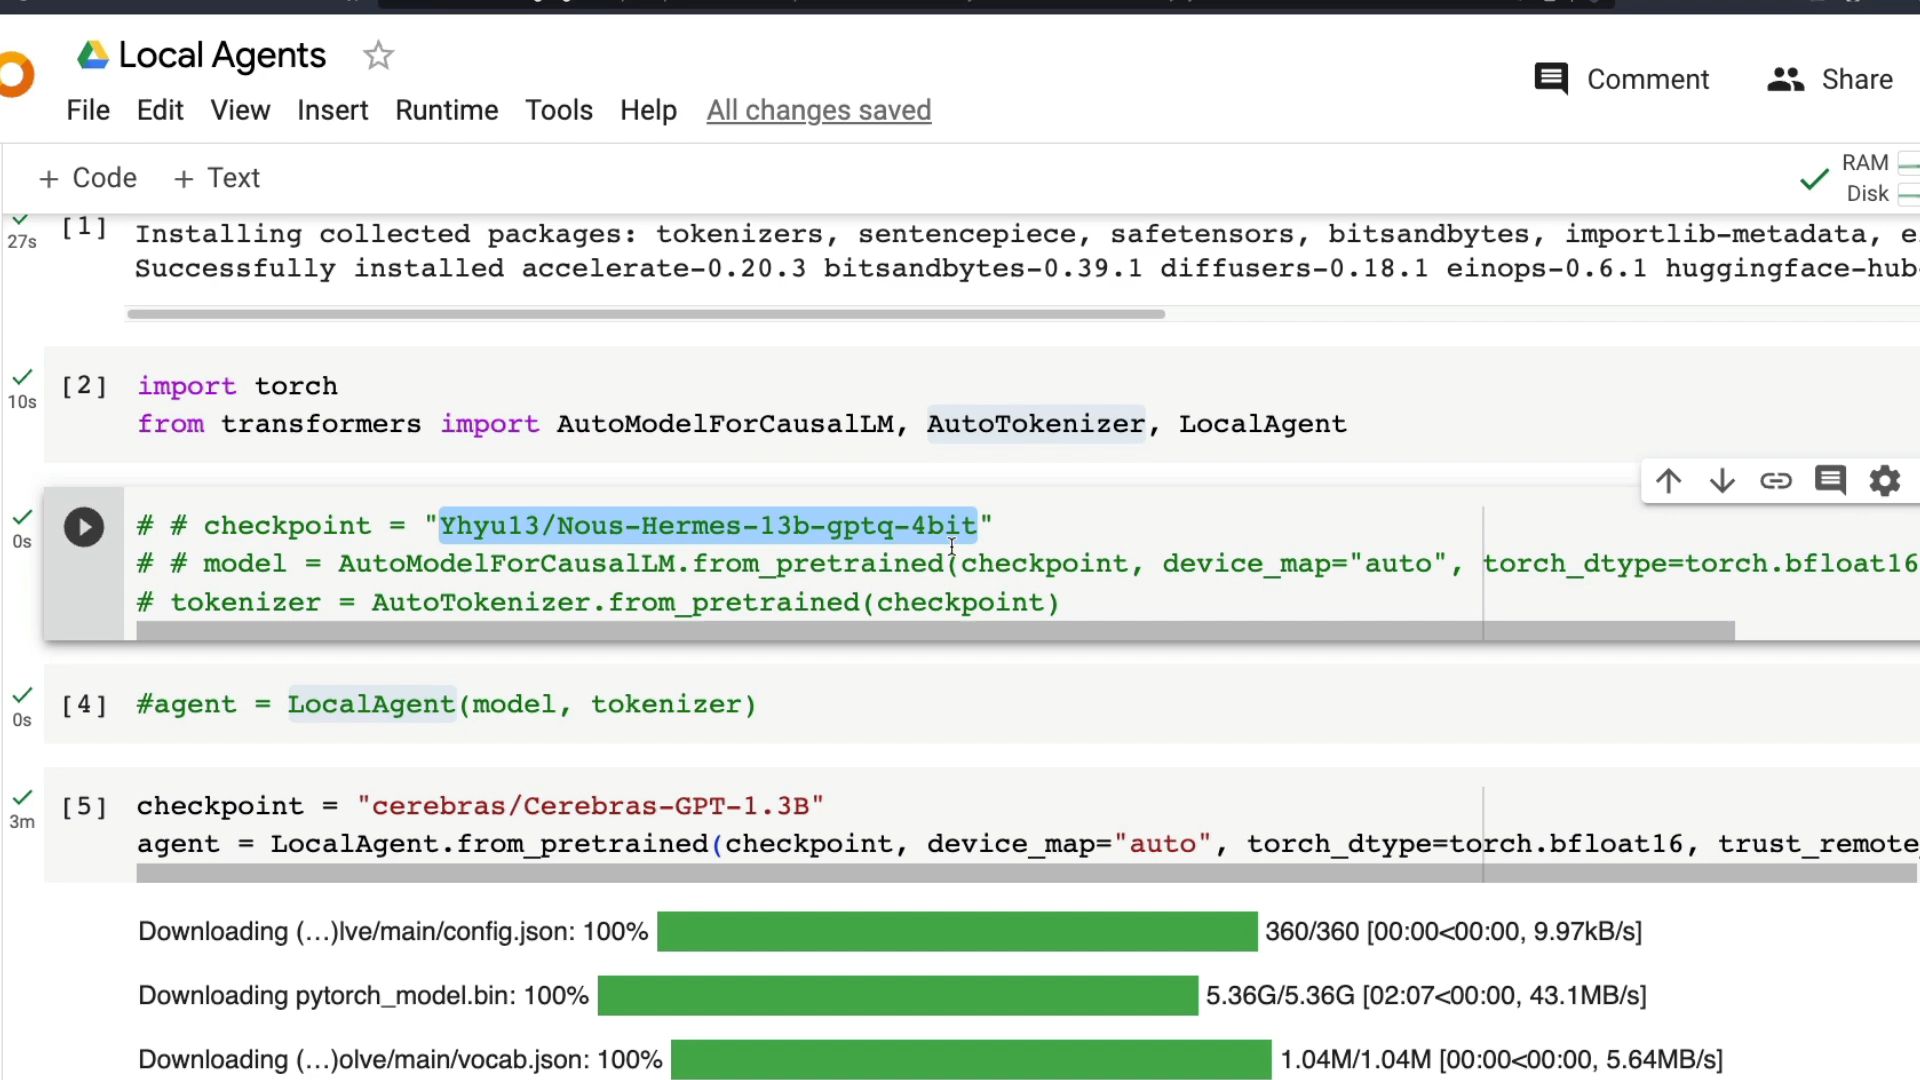 Local Agents
Comment
Share
File Edit View Insert Runtime Tools Help All changes saved
+ Code + Text
RAM
Disk
27s
[1]
Installing collected packages: tokenizers, sentencepiece, safetensors, bitsandbytes, importlib-metadata, e
Successfully installed accelerate-0.20.3 bitsandbytes-0.39.1 diffusers-0.18.1 einops-0.6.1 huggingface-hub
10s
[2] import torch
from transformers import AutoModelForCausalLM, AutoTokenizer, LocalAgent
0s
# # checkpoint = "Yhyu13/Nous-Hermes-13b-gptq-4bit"
# # model = AutoModelForCausalLM.from_pretrained(checkpoint, device_map="auto", torch_dtype=torch.bfloat16
# tokenizer = AutoTokenizer.from_pretrained(checkpoint)
0s
[4] #agent = LocalAgent(model, tokenizer)
3m
[5] checkpoint = "cerebras/Cerebras-GPT-1.3B"
agent = LocalAgent.from_pretrained(checkpoint, device_map="auto", torch_dtype=torch.bfloat16, trust_remote
Downloading (…)lve/main/config.json: 100% 360/360 [00:00<00:00, 9.97kB/s]
Downloading pytorch_model.bin: 100% 5.36G/5.36G [02:07<00:00, 43.1MB/s]
Downloading (…)olve/main/vocab.json: 100% 1.04M/1.04M [00:00<00:00, 5.64MB/s]